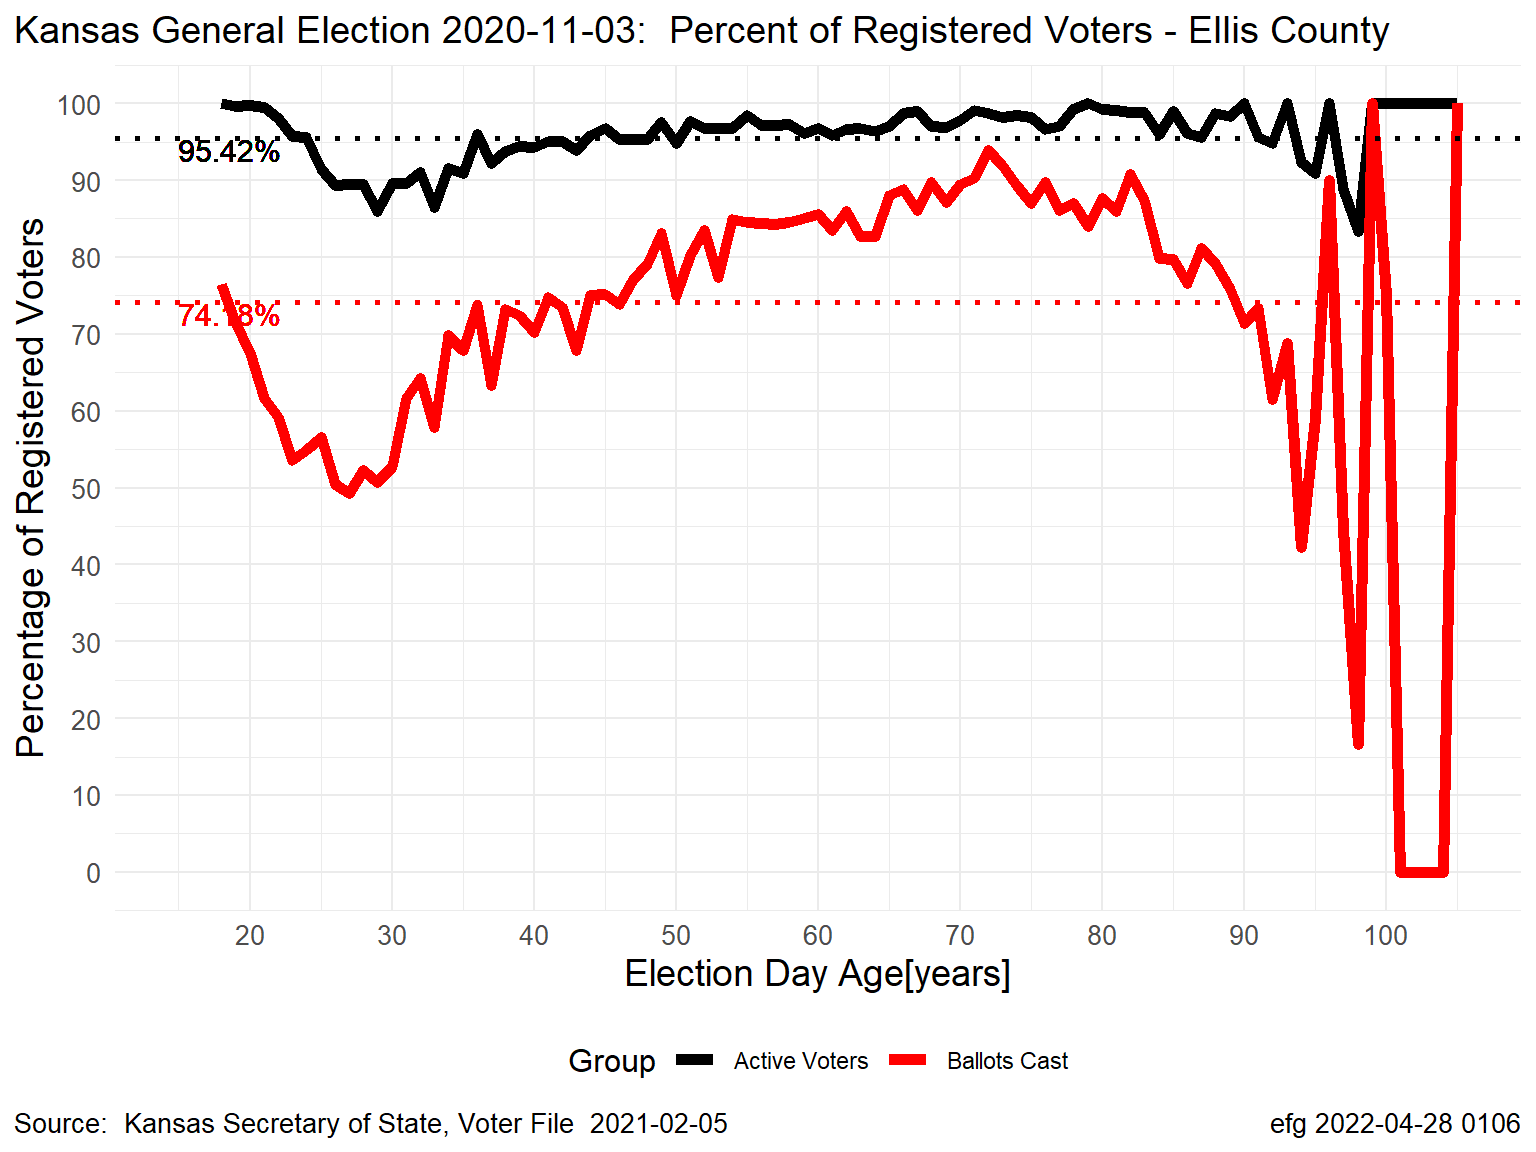 Kansas General Election 2020-11-03:  Percent of Registered Voters - Ellis County
Percentage of Registered Voters
100
90
80
70
60
50
40
30
20
10
0
95.42%
74.18%
20 30 40 50 60 70 80 90 100
Election Day Age[years]
Group Active Voters Ballots Cast
Source:  Kansas Secretary of State, Voter File  2021-02-05
efg 2022-04-28 0106